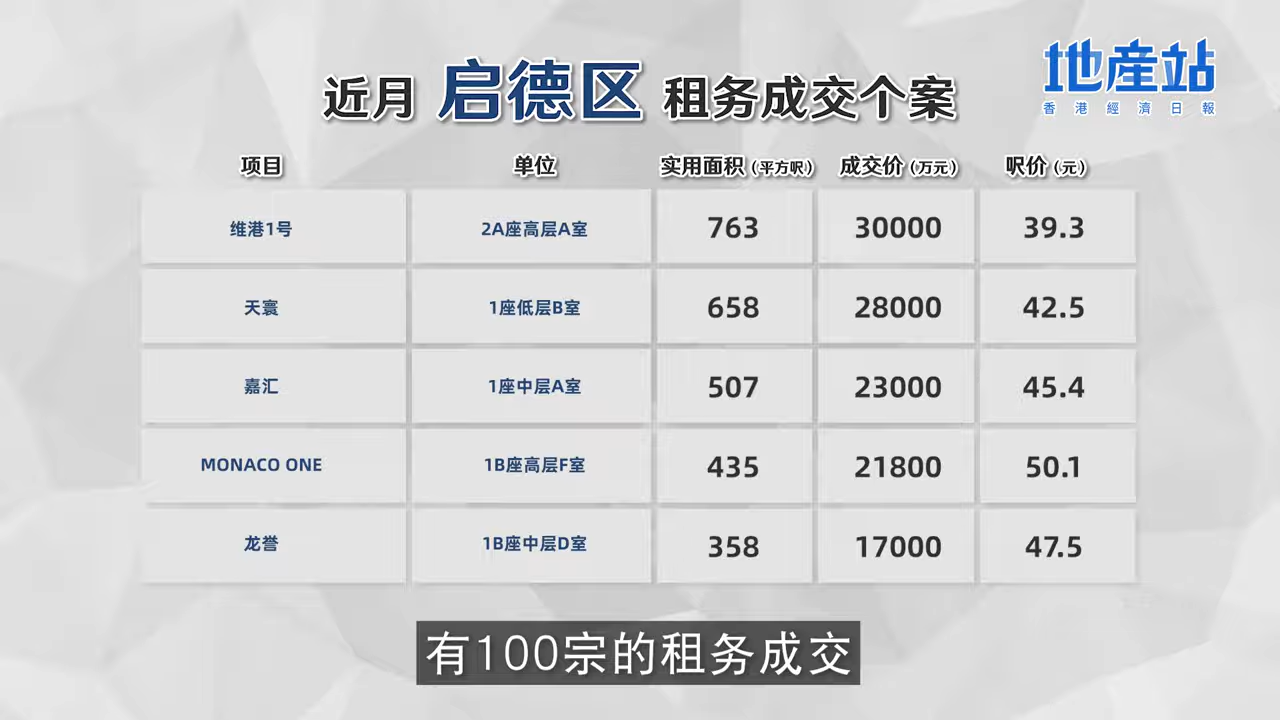 近月 启德区 租务成交个案
地產站
香港經濟日報
项目 单位 实用面积(平方呎) 成交价(万元) 呎价(元)
维港1号 2A座高层A室 763 30000 39.3
天寰 1座低层B室 658 28000 42.5
嘉汇 1座中层A室 507 23000 45.4
MONACO ONE 1B座高层F室 435 21800 50.1
龙誉 1B座中层D室 358 17000 47.5
有100宗的租务成交